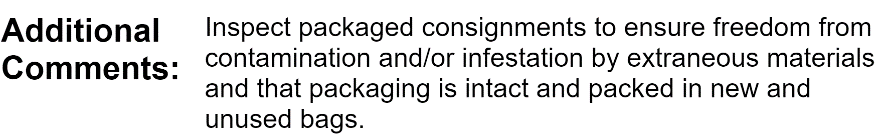 Additional Comments:
Inspect packaged consignments to ensure freedom from
contamination and/or infestation by extraneous materials
and that packaging is intact and packed in new and
unused bags.